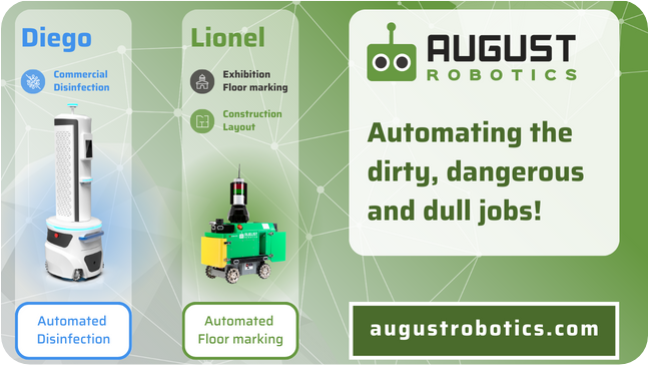 Diego
Commercial
Disinfection
Automated
Disinfection
Lionel
Exhibition
Floor marking
Construction
Layout
Automated
Floor marking
AUGUST
ROBOTICS
Automating the
dirty, dangerous
and dull jobs!
augustrobotics.com